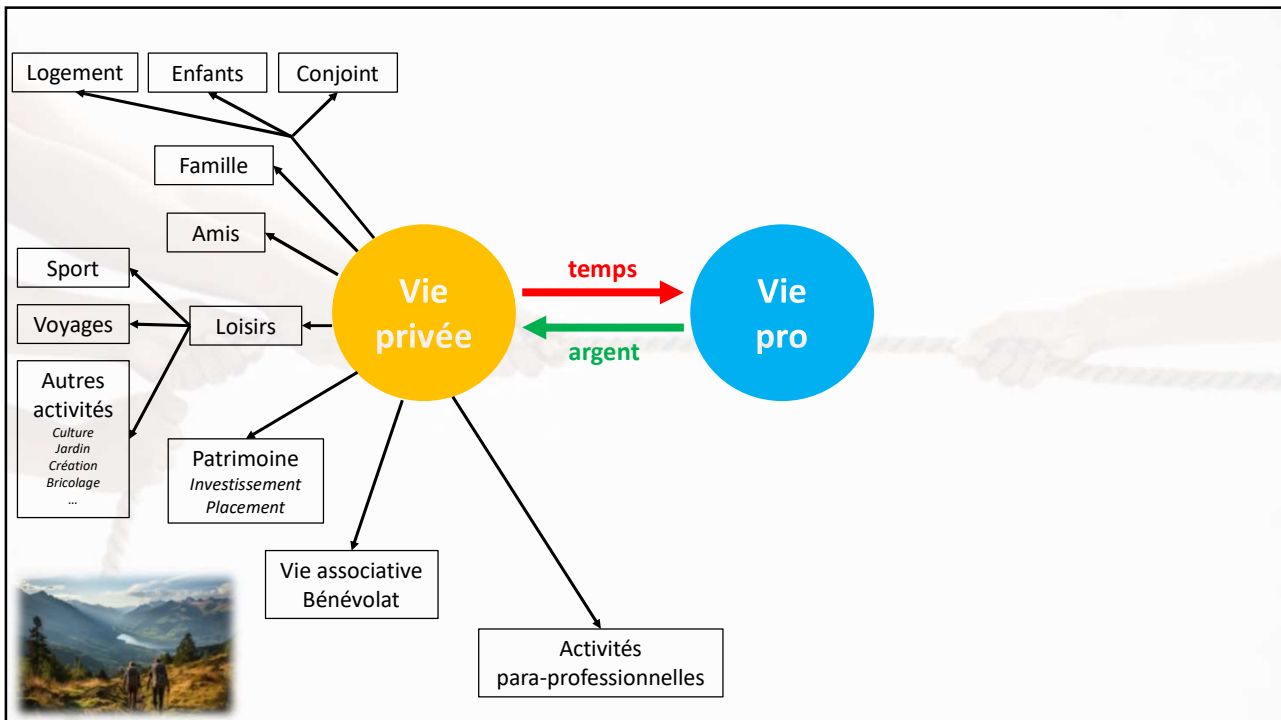 Logement
Enfants
Conjoint
Famille
Amis
Sport
Voyages
Loisirs
Autres
activités
Culture
Jardin
Création
Bricolage
...
Vie
privée
temps
argent
Vie
pro
Patrimoine
Investissement
Placement
Vie associative
Bénévolat
Activités
para-professionnelles